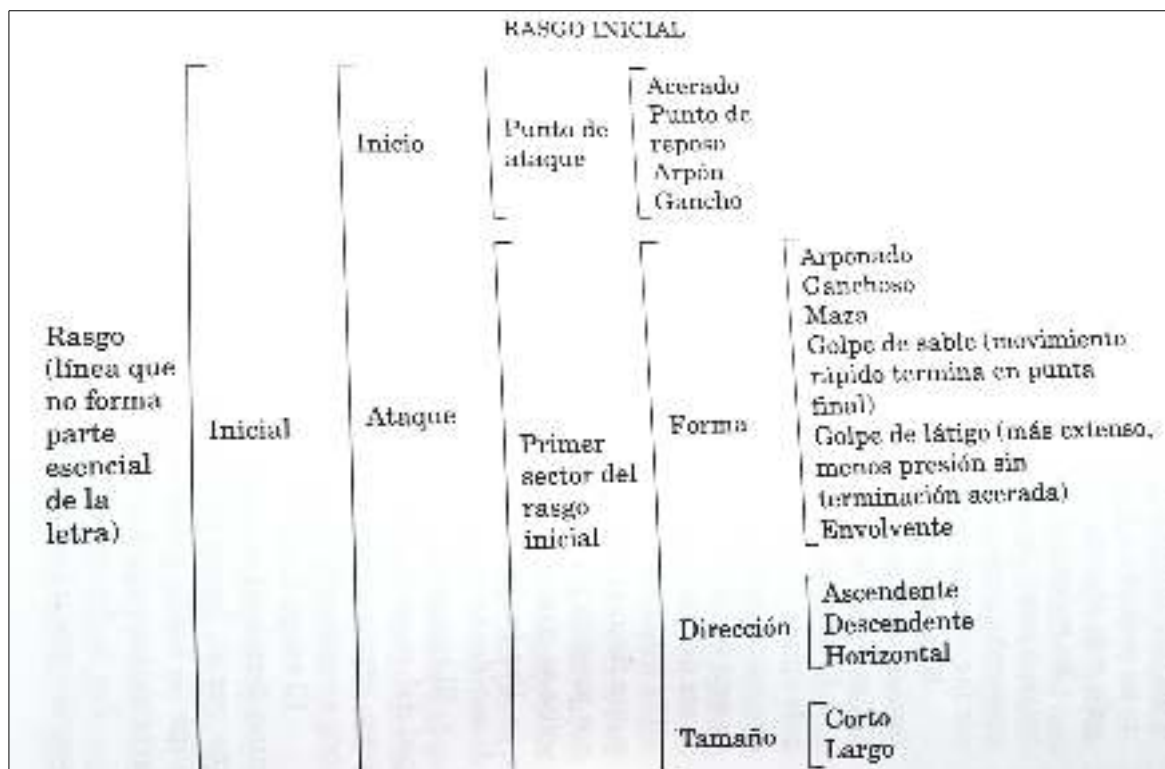 RASGO INICIAL
Rasgo
(línea que
no forma
parte
esencial
de la
letra)
Inicial
Inicio
Punto de
ataque
Acerado
Punto de
reposo
Arpón
Gancho
Ataque
Primer
sector del
rasgo
inicial
Forma
Arponado
Ganchoso
Maza
Golpe de sable (movimiento
rápido termina en punta
final)
Golpe de látigo (más extenso,
menos presión sin
terminación acerada)
Envolvente
Dirección
Ascendente
Descendente
Horizontal
Tamaño
Corto
Largo